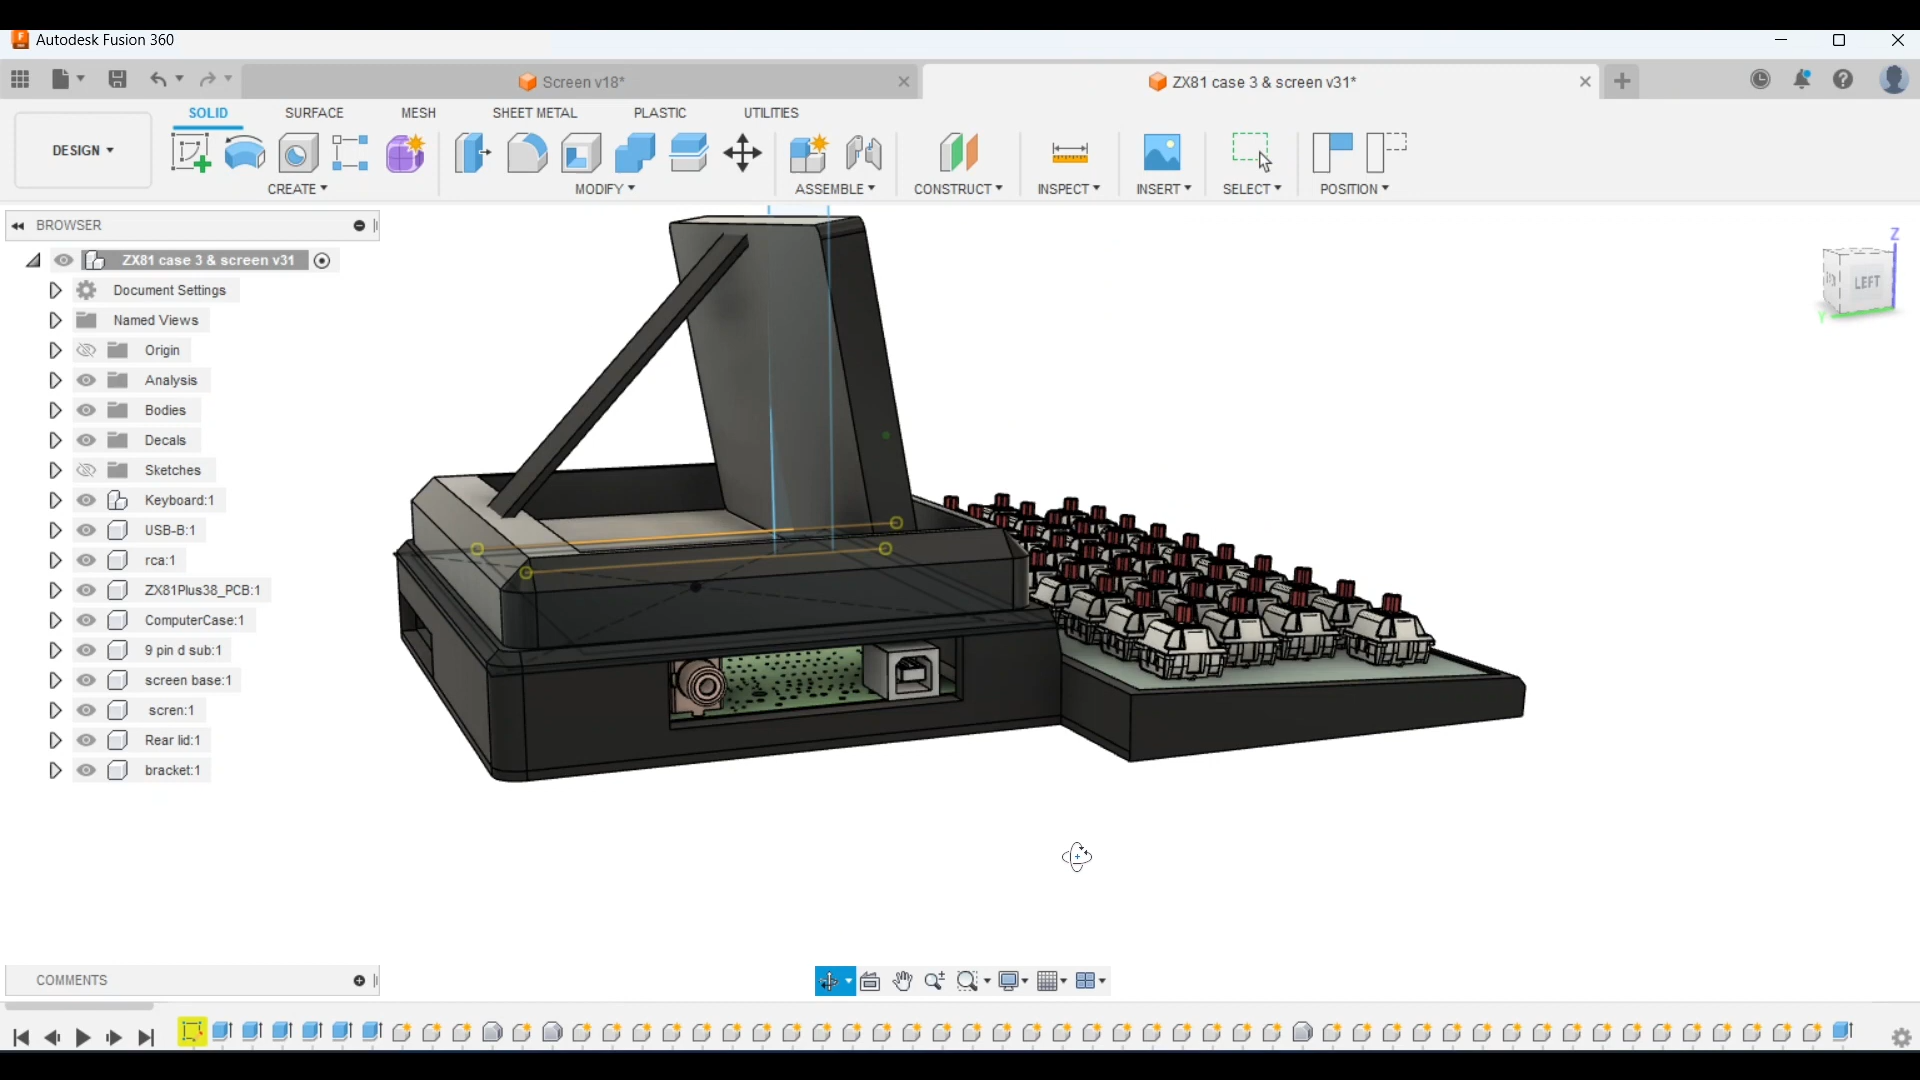 Autodesk Fusion 360
Screen v18*
ZX81 case 3 & screen v31*
SOLID SURFACE MESH SHEET METAL PLASTIC UTILITIES
DESIGN
CREATE MODIFY ASSEMBLE CONSTRUCT INSPECT INSERT SELECT POSITION
BROWSER
ZX81 case 3 & screen v31
Document Settings
Named Views
Origin
Analysis
Bodies
Decals
Sketches
Keyboard:1
USB-B:1
rca:1
ZX81Plus38_PCB:1
ComputerCase:1
9 pin d sub:1
screen base:1
scren:1
Rear lid:1
bracket:1
Z
LEFT
Y
COMMENTS